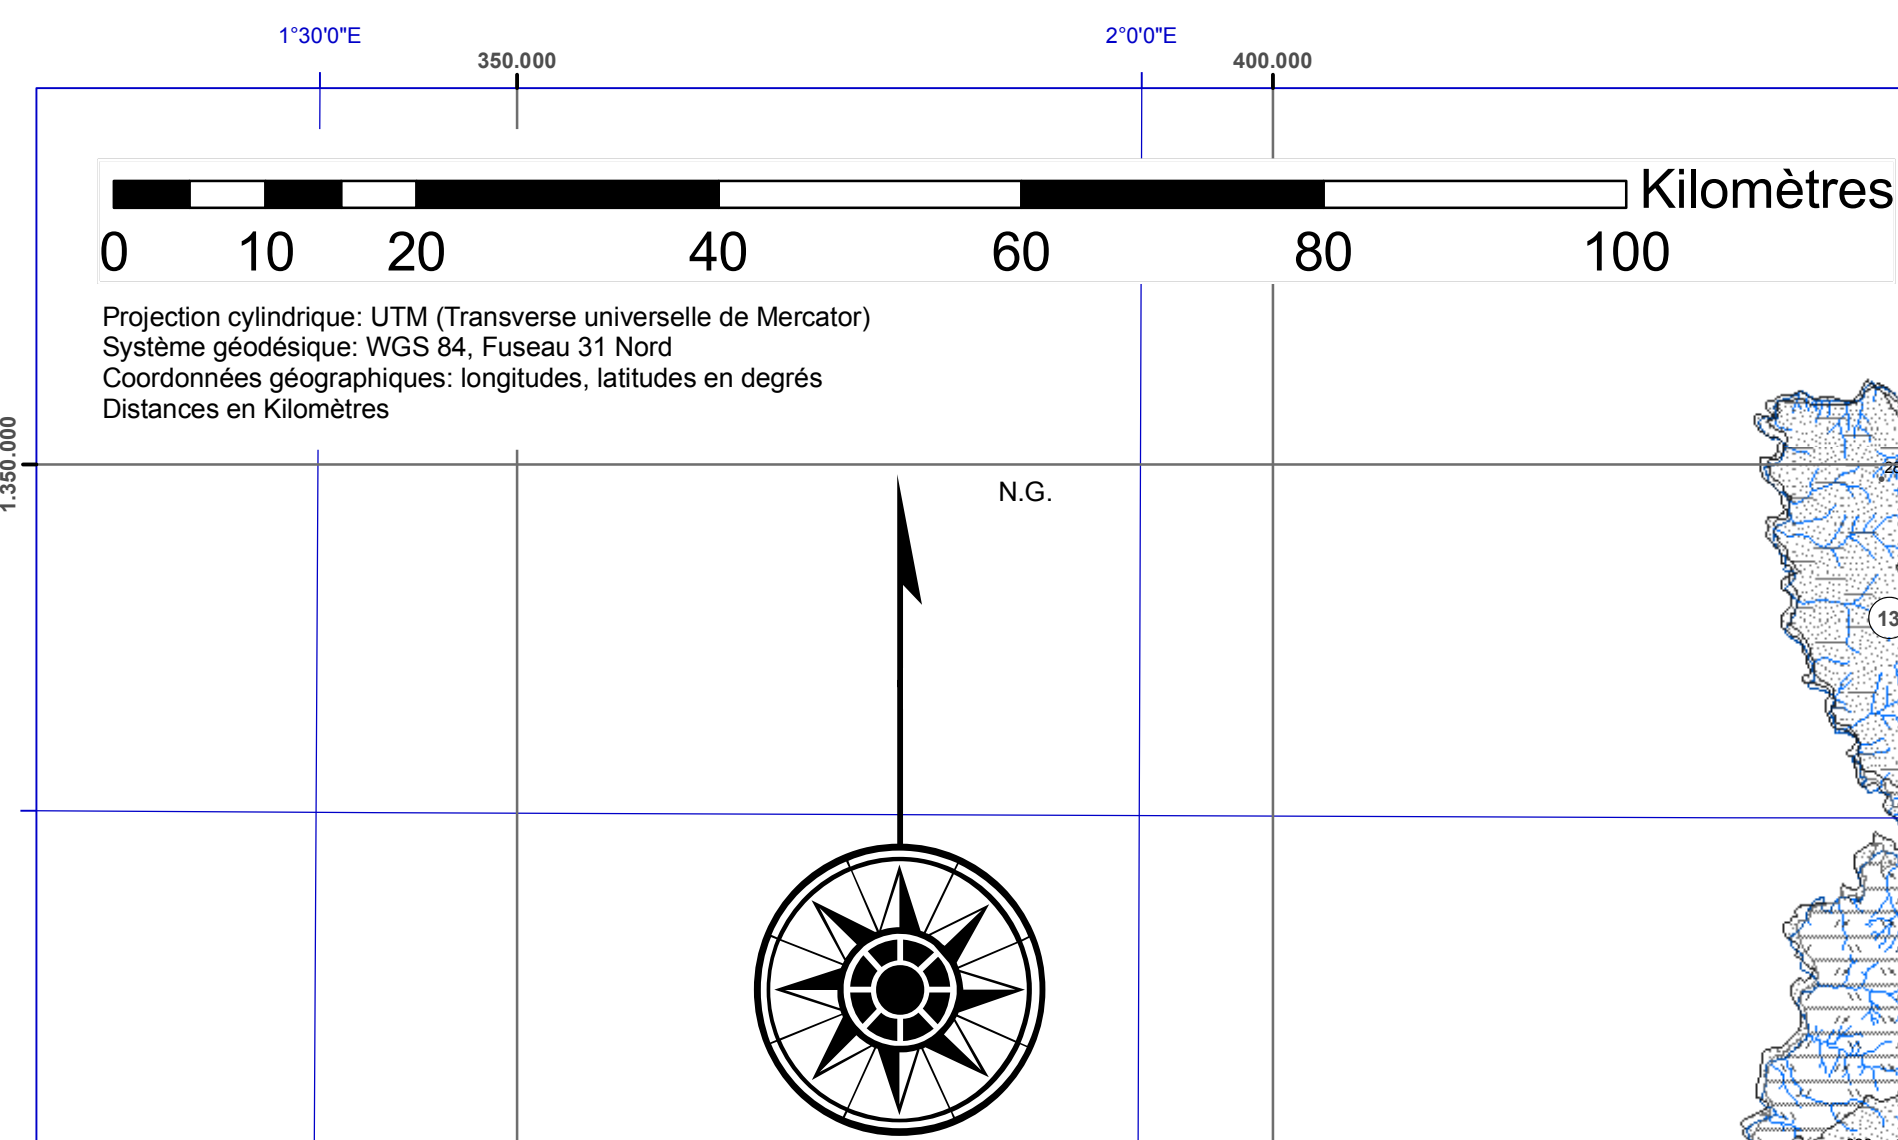 1°30'0"E
2°0'0"E
350.000
400.000
Kilomètres
0 10 20 40 60 80 100
Projection cylindrique: UTM (Transverse universelle de Mercator)
Système géodésique: WGS 84, Fuseau 31 Nord
Coordonnées géographiques: longitudes, latitudes en degrés
Distances en Kilomètres
1.350.000
N.G.
13